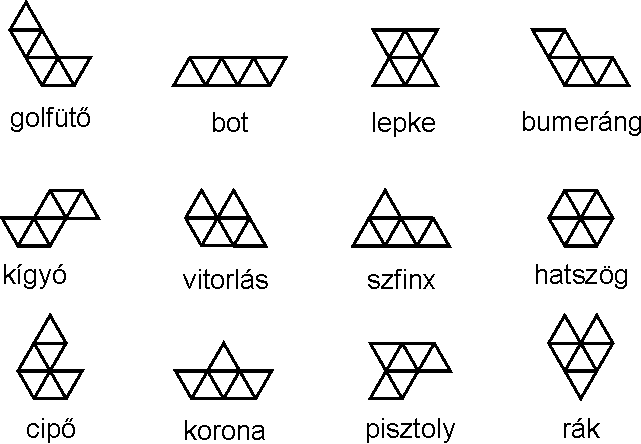 golfütő
bot
lepke
bumeráng
kígyó
vitorlás
szfinx
hatszög
cipő
korona
pisztoly
rák